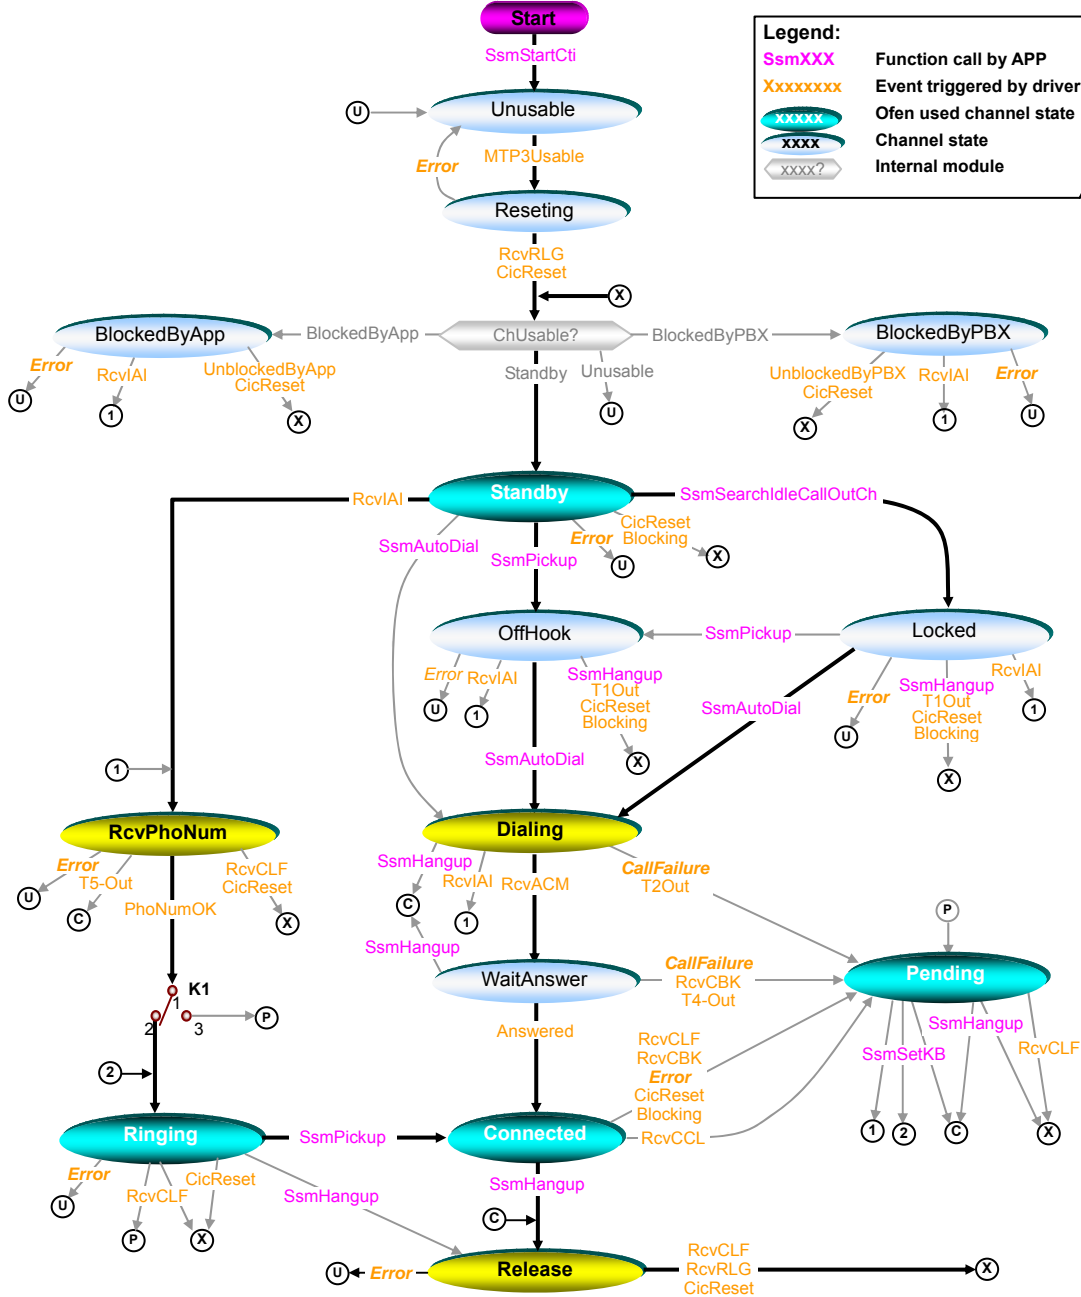 Start
SsmStartCti
Legend:
SsmXXX Function call by APP
Xxxxxxxx Event triggered by driver
xxxxx Ofen used channel state
xxxx Channel state
xxxx? Internal module
U
Unusable
Error
MTP3Usable
Reseting
RcvRLG
CicReset
X
BlockedByApp
BlockedByApp
ChUsable?
BlockedByPBX
BlockedByPBX
Error
RcvIAI
UnblockedByApp
CicReset
Standby
Unusable
UnblockedByPBX
CicReset
RcvIAI
Error
U
1
X
U
X
1
U
RcvIAI
Standby
SsmSearchIdleCallOutCh
SsmAutoDial
SsmPickup
Error
CicReset
Blocking
U
X
OffHook
SsmPickup
Locked
Error
RcvIAI
SsmHangup
T1Out
CicReset
Blocking
U
1
X
SsmAutoDial
SsmAutoDial
Error
SsmHangup
T1Out
CicReset
Blocking
RcvIAI
U
X
1
1
RcvPhoNum
Dialing
Error
T5-Out
RcvCLF
CicReset
U
C
PhoNumOK
X
SsmHangup
RcvIAI
RcvACM
CallFailure
T2Out
C
1
P
SsmHangup
WaitAnswer
CallFailure
RcvCBK
T4-Out
Pending
K1
1
2
3
P
Answered
RcvCLF
RcvCBK
Error
CicReset
Blocking
SsmSetKB
SsmHangup
RcvCLF
2
1
2
C
X
Ringing
SsmPickup
Connected
RcvCCL
Error
RcvCLF
CicReset
SsmHangup
SsmHangup
U
P
X
C
U
Error
Release
RcvCLF
RcvRLG
CicReset
X